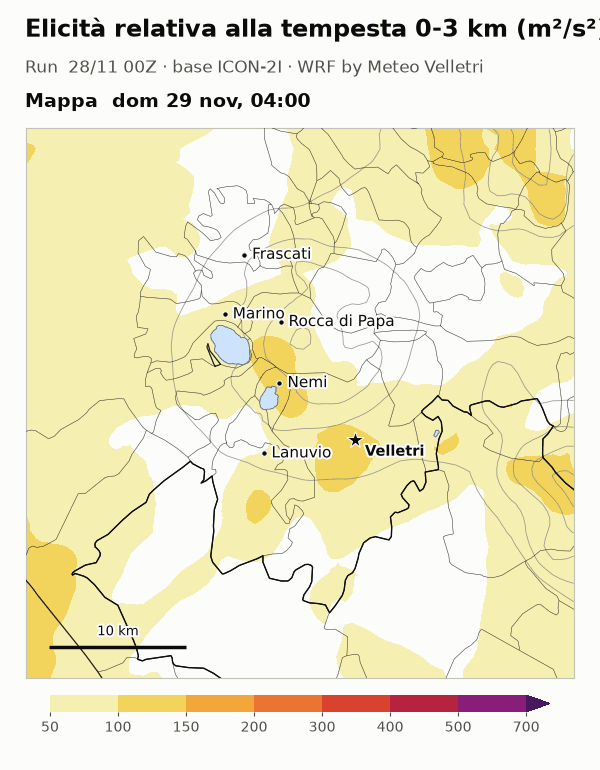 Elicità relativa alla tempesta 0-3 km (m²/s²)
Run  28/11 00Z · base ICON-2I · WRF by Meteo Velletri
Mappa  dom 29 nov, 04:00
Frascati
Marino
Rocca di Papa
Nemi
Velletri
Lanuvio
10 km
50 100 150 200 300 400 500 700